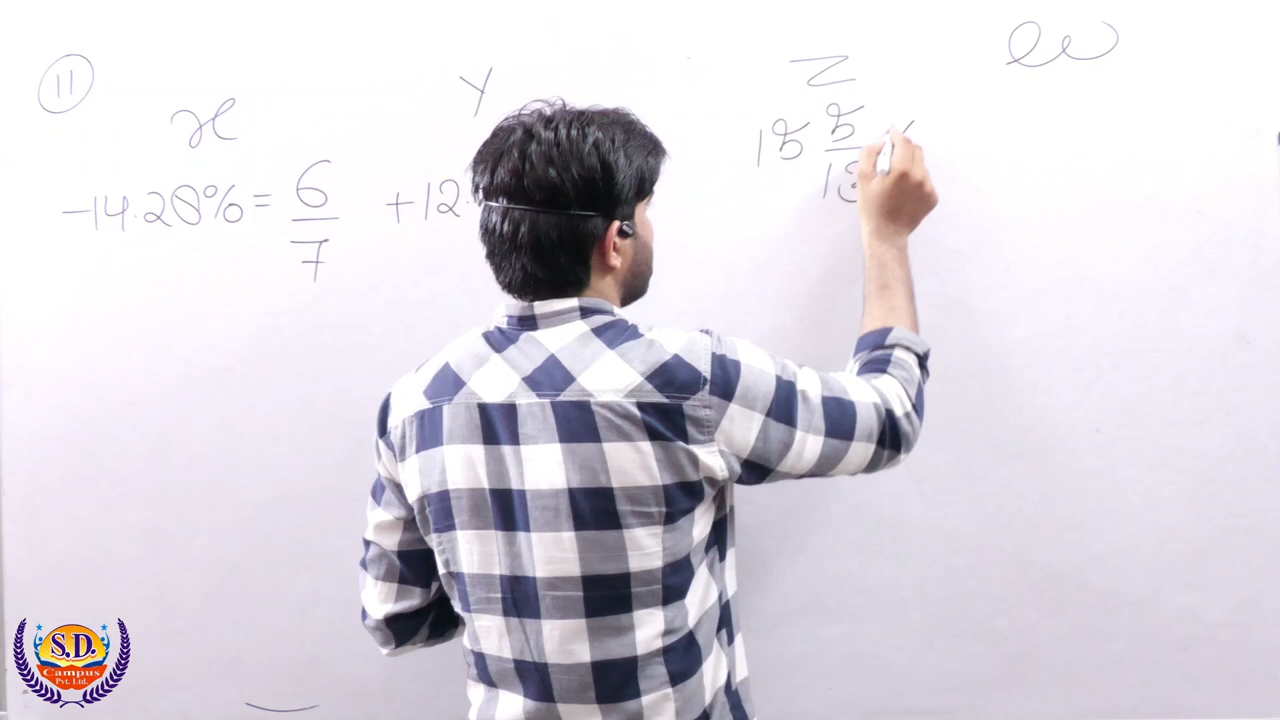 11
x Y Z w
-14.28% = 6/7 +12. 15 5/13
S.D.
Campus
Pvt. Ltd.